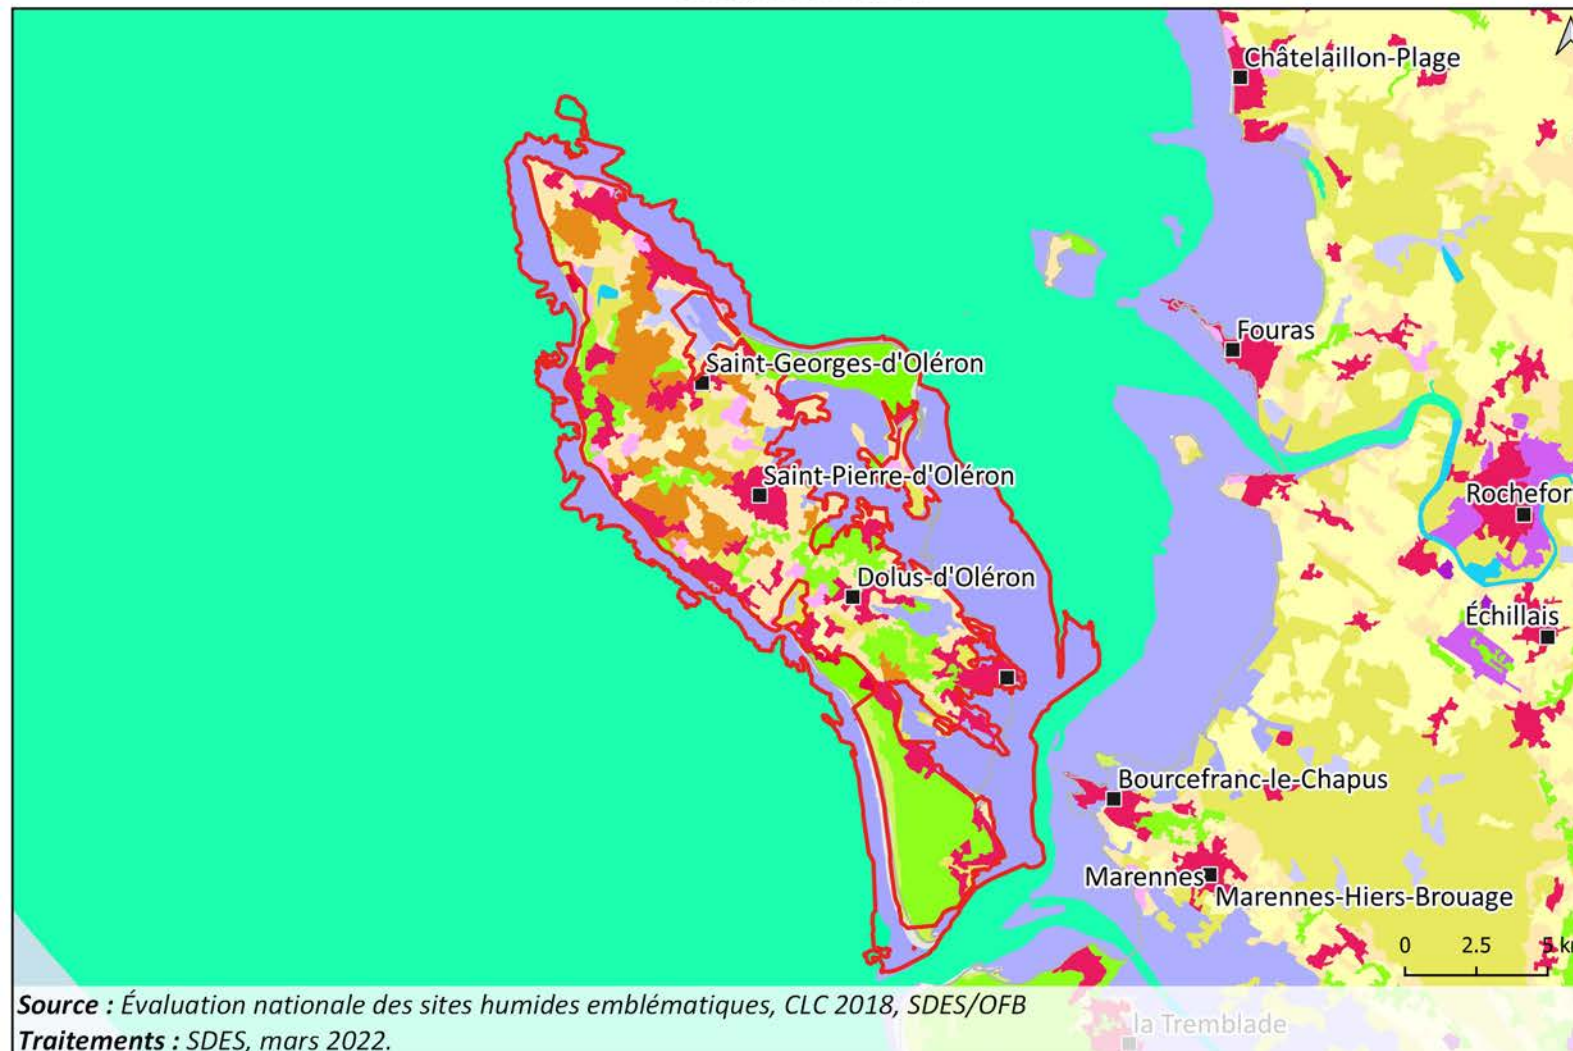 Châtelaillon-Plage
Fouras
Saint-Georges-d'Oléron
Saint-Pierre-d'Oléron
Rochefor
Dolus-d'Oléron
Échillais
Bourcefranc-le-Chapus
Marennes
Marennes-Hiers-Brouage
0 2.5 5 km
Source : Évaluation nationale des sites humides emblématiques, CLC 2018, SDES/OFB
la Tremblade
Traitements : SDES, mars 2022.